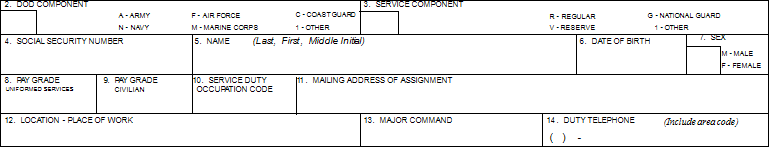 2. DOD COMPONENT
A - ARMY F - AIR FORCE C - COAST GUARD
N - NAVY M - MARINE CORPS 1 - OTHER
3. SERVICE COMPONENT
R - REGULAR G - NATIONAL GUARD
V - RESERVE 1 - OTHER
4. SOCIAL SECURITY NUMBER
5. NAME (Last, First, Middle Initial)
6. DATE OF BIRTH
7. SEX
M - MALE
F - FEMALE
8. PAY GRADE
UNIFORMED SERVICES
9. PAY GRADE
CIVILIAN
10. SERVICE DUTY
OCCUPATION CODE
11. MAILING ADDRESS OF ASSIGNMENT
12. LOCATION - PLACE OF WORK
13. MAJOR COMMAND
14. DUTY TELEPHONE (Include area code)
( ) -